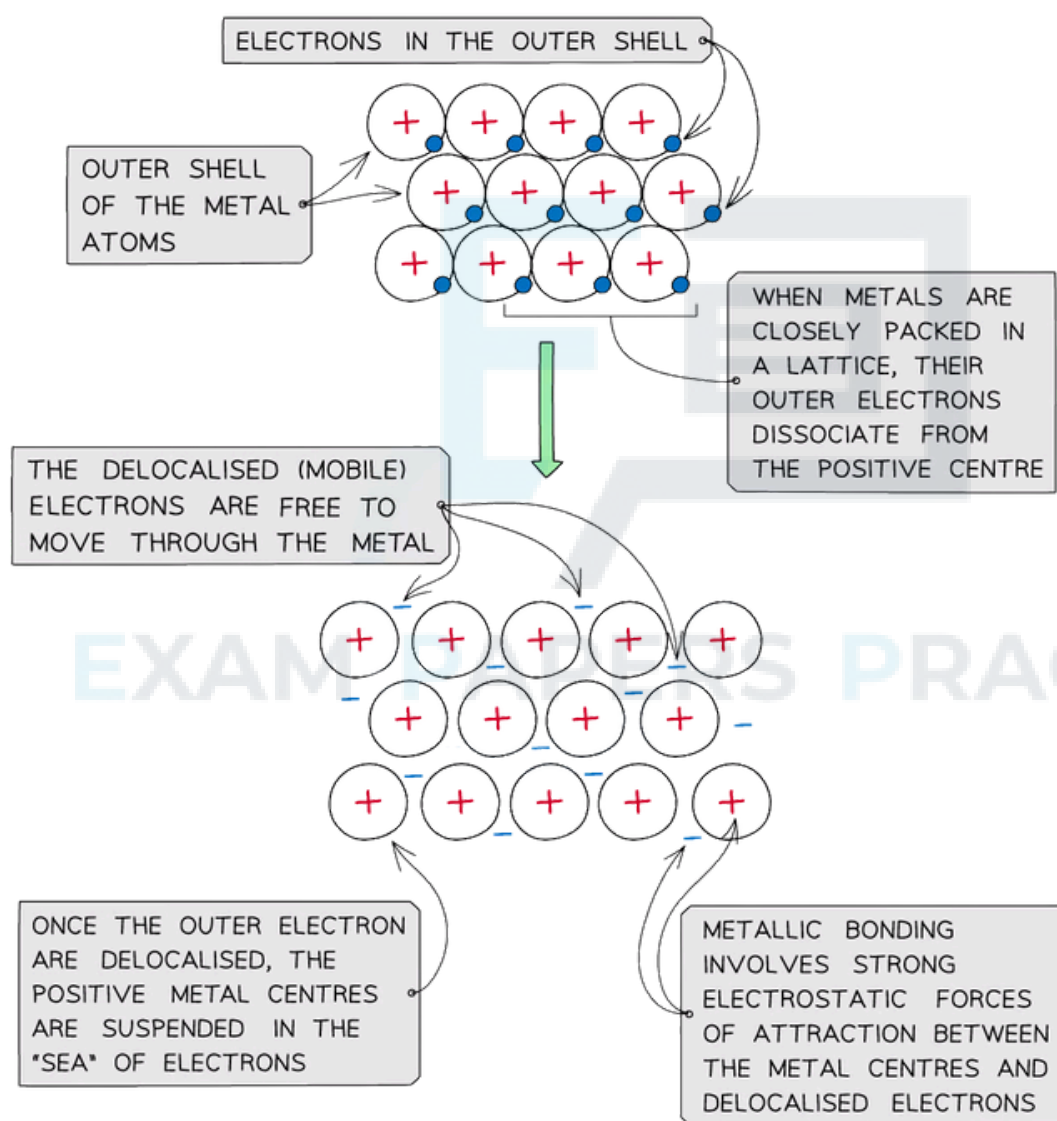 ELECTRONS IN THE OUTER SHELL
OUTER SHELL
OF THE METAL
ATOMS
WHEN METALS ARE
CLOSELY PACKED IN
A LATTICE, THEIR
OUTER ELECTRONS
DISSOCIATE FROM
THE POSITIVE CENTRE
THE DELOCALISED (MOBILE)
ELECTRONS ARE FREE TO
MOVE THROUGH THE METAL
EXAM PAPERS PRAC
ONCE THE OUTER ELECTRON
ARE DELOCALISED, THE
POSITIVE METAL CENTRES
ARE SUSPENDED IN THE
"SEA" OF ELECTRONS
METALLIC BONDING
INVOLVES STRONG
ELECTROSTATIC FORCES
OF ATTRACTION BETWEEN
THE METAL CENTRES AND
DELOCALISED ELECTRONS